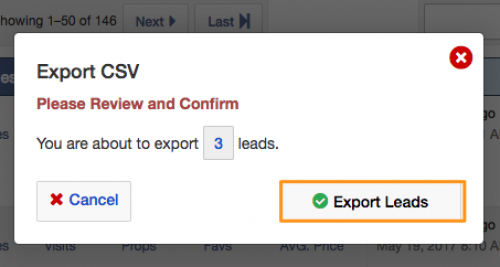 howing 1–50 of 146 Next Last
Export CSV
Please Review and Confirm
You are about to export 3 leads.
Cancel Export Leads
Visits Props Favs AVG. Price May 19, 2017 8:10 A